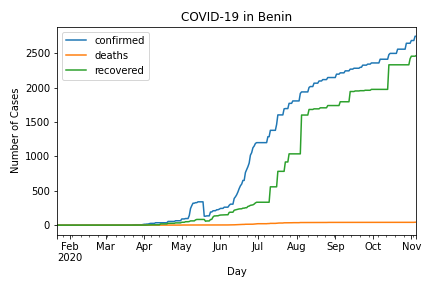 COVID-19 in Benin
confirmed
deaths
recovered
Number of Cases
2500
2000
1500
1000
500
0
Feb Mar Apr May Jun Jul Aug Sep Oct Nov
2020
Day